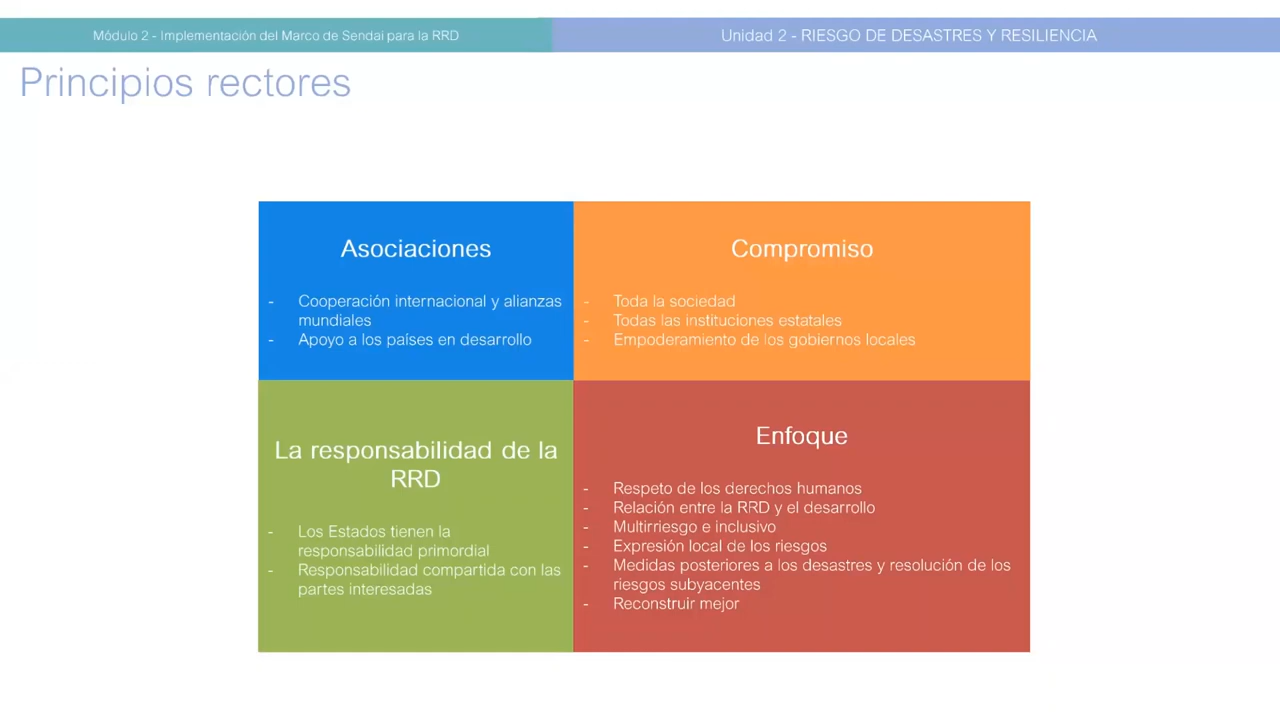 Módulo 2 - Implementación del Marco de Sendai para la RRD
Unidad 2 - RIESGO DE DESASTRES Y RESILIENCIA
Principios rectores
Asociaciones
- Cooperación internacional y alianzas
mundiales
- Apoyo a los países en desarrollo
Compromiso
- Toda la sociedad
- Todas las instituciones estatales
- Empoderamiento de los gobiernos locales
La responsabilidad de la
RRD
- Los Estados tienen la
responsabilidad primordial
- Responsabilidad compartida con las
partes interesadas
Enfoque
- Respeto de los derechos humanos
- Relación entre la RRD y el desarrollo
- Multirriesgo e inclusivo
- Expresión local de los riesgos
- Medidas posteriores a los desastres y resolución de los
riesgos subyacentes
- Reconstruir mejor